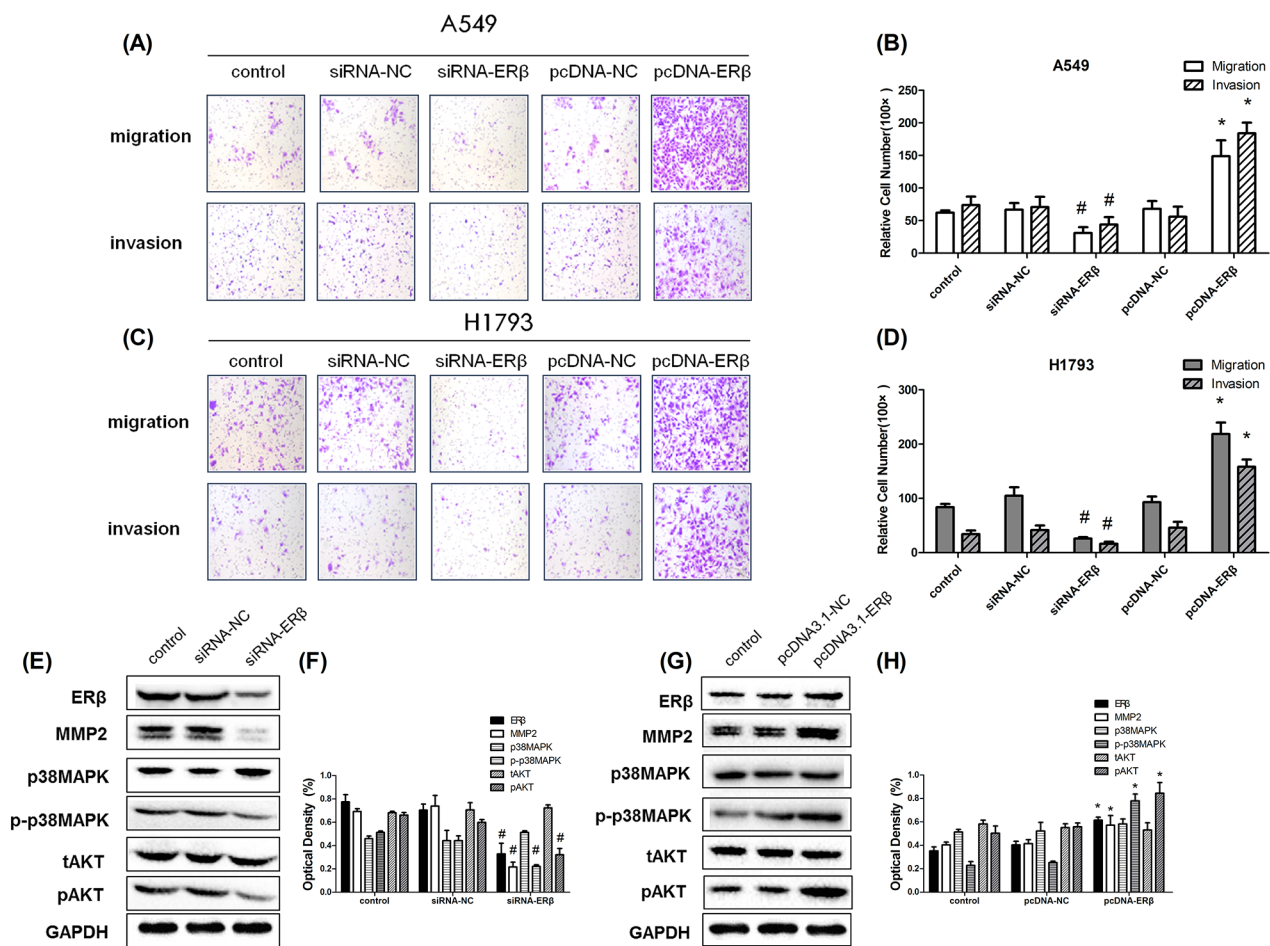 A549
(A)
control siRNA-NC siRNA-ERβ pcDNA-NC pcDNA-ERβ
migration
invasion
(B)
A549
Migration
Invasion
Relative Cell Number(100× )
250
200
150
100
50
0
* *
# #
control siRNA-NC siRNA-ERβ pcDNA-NC pcDNA-ERβ
H1793
(C)
control siRNA-NC siRNA-ERβ pcDNA-NC pcDNA-ERβ
migration
invasion
(D)
H1793
Migration
Invasion
Relative Cell Number(100×)
300
200
100
0
* *
# #
control siRNA-NC siRNA-ERβ pcDNA-NC pcDNA-ERβ
(E)
control siRNA-NC siRNA-ERβ
ERβ
MMP2
p38MAPK
p-p38MAPK
tAKT
pAKT
GAPDH
(F)
ERβ
MMP2
p38MAPK
p-p38MAPK
tAKT
pAKT
Optical Density (%)
1.0
0.8
0.6
0.4
0.2
0.0
# # # #
control siRNA-NC siRNA-ERβ
(G)
control pcDNA3.1-NC pcDNA3.1-ERβ
ERβ
MMP2
p38MAPK
p-p38MAPK
tAKT
pAKT
GAPDH
(H)
ERβ
MMP2
p38MAPK
p-p38MAPK
tAKT
pAKT
Optical Density (%)
1.0
0.8
0.6
0.4
0.2
0.0
* * * *
control pcDNA-NC pcDNA-ERβ